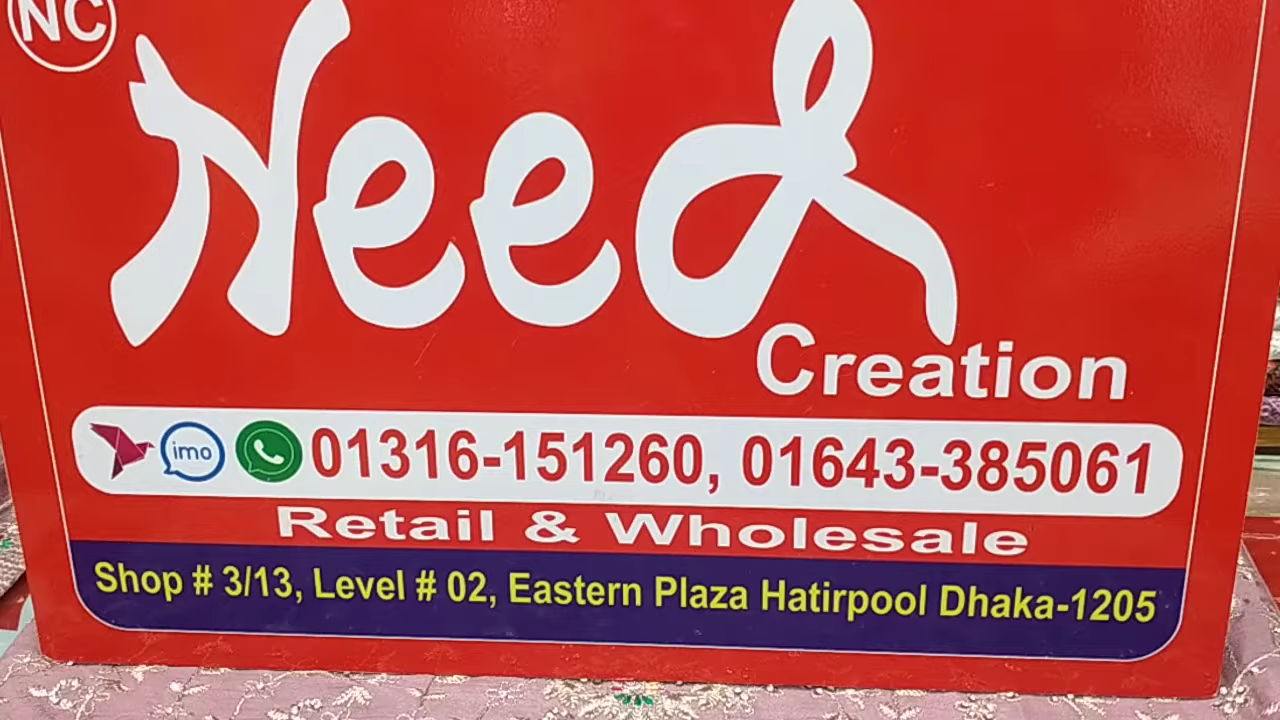 NC
Need
Creation
imo 01316-151260, 01643-385061
Retail & Wholesale
Shop # 3/13, Level # 02, Eastern Plaza Hatirpool Dhaka-1205